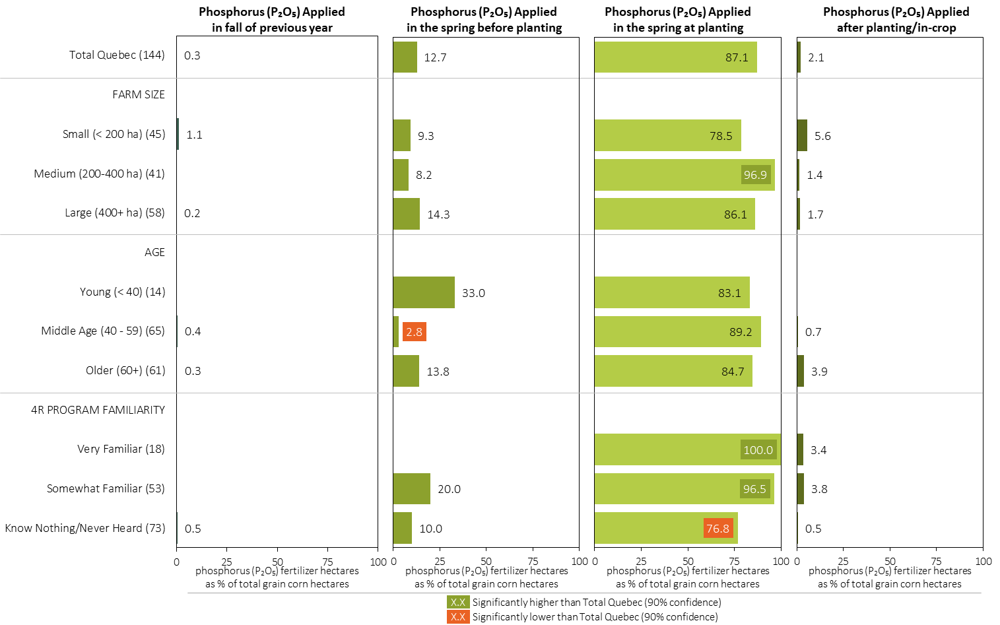 Phosphorus (P₂O₅) Applied
in fall of previous year
Phosphorus (P₂O₅) Applied
in the spring before planting
Phosphorus (P₂O₅) Applied
in the spring at planting
Phosphorus (P₂O₅) Applied
after planting/in-crop
Total Quebec (144) 0.3 12.7 87.1 2.1
FARM SIZE
Small (< 200 ha) (45) 1.1 9.3 78.5 5.6
Medium (200-400 ha) (41) 8.2 96.9 1.4
Large (400+ ha) (58) 0.2 14.3 86.1 1.7
AGE
Young (< 40) (14) 33.0 83.1
Middle Age (40 - 59) (65) 0.4 2.8 89.2 0.7
Older (60+) (61) 0.3 13.8 84.7 3.9
4R PROGRAM FAMILIARITY
Very Familiar (18) 100.0 3.4
Somewhat Familiar (53) 20.0 96.5 3.8
Know Nothing/Never Heard (73) 0.5 10.0 76.8 0.5
0 25 50 75 100 0 25 50 75 100 0 25 50 75 100 0 25 50 75 100
phosphorus (P₂O₅) fertilizer hectares
as % of total grain corn hectares
phosphorus (P₂O₅) fertilizer hectares
as % of total grain corn hectares
phosphorus (P₂O₅) fertilizer hectares
as % of total grain corn hectares
phosphorus (P₂O₅) fertilizer hectares
as % of total grain corn hectares
X.X Significantly higher than Total Quebec (90% confidence)
X.X Significantly lower than Total Quebec (90% confidence)